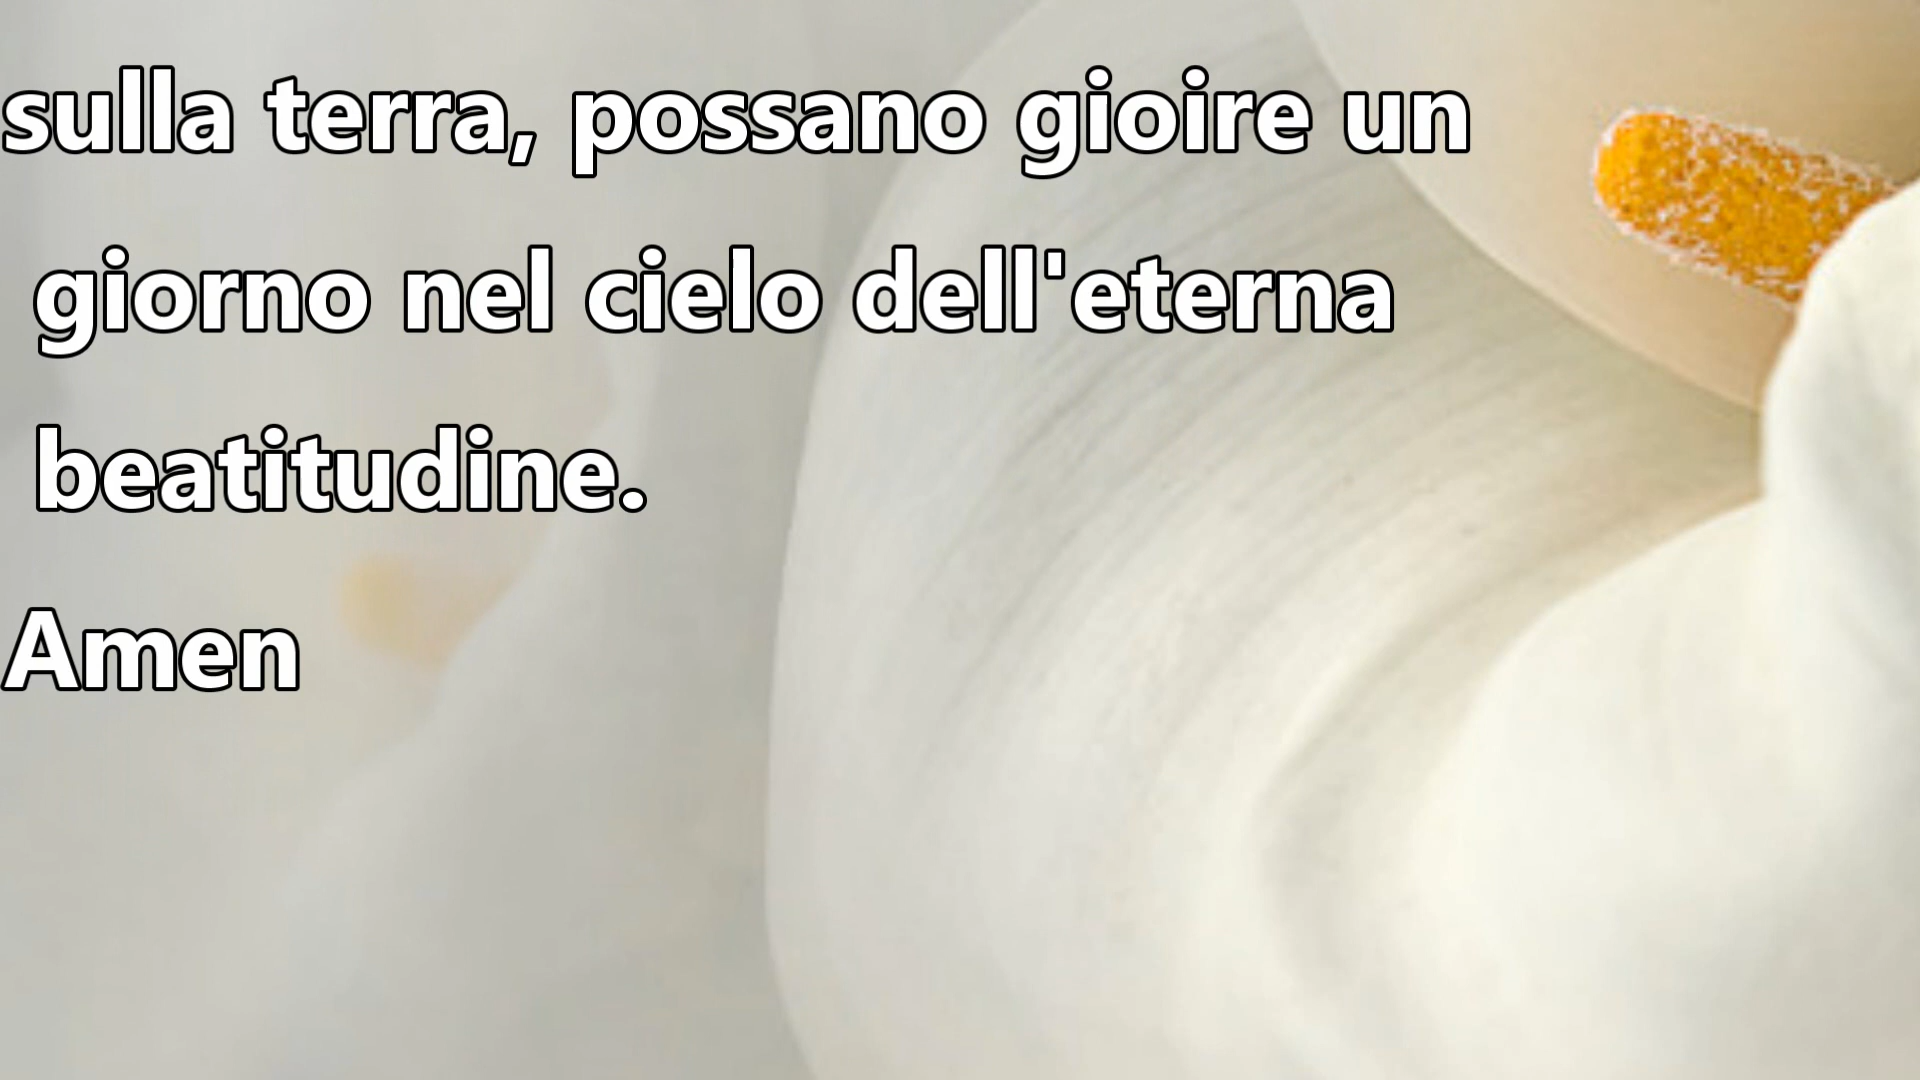 sulla terra, possano gioire un
giorno nel cielo dell'eterna
beatitudine.
Amen